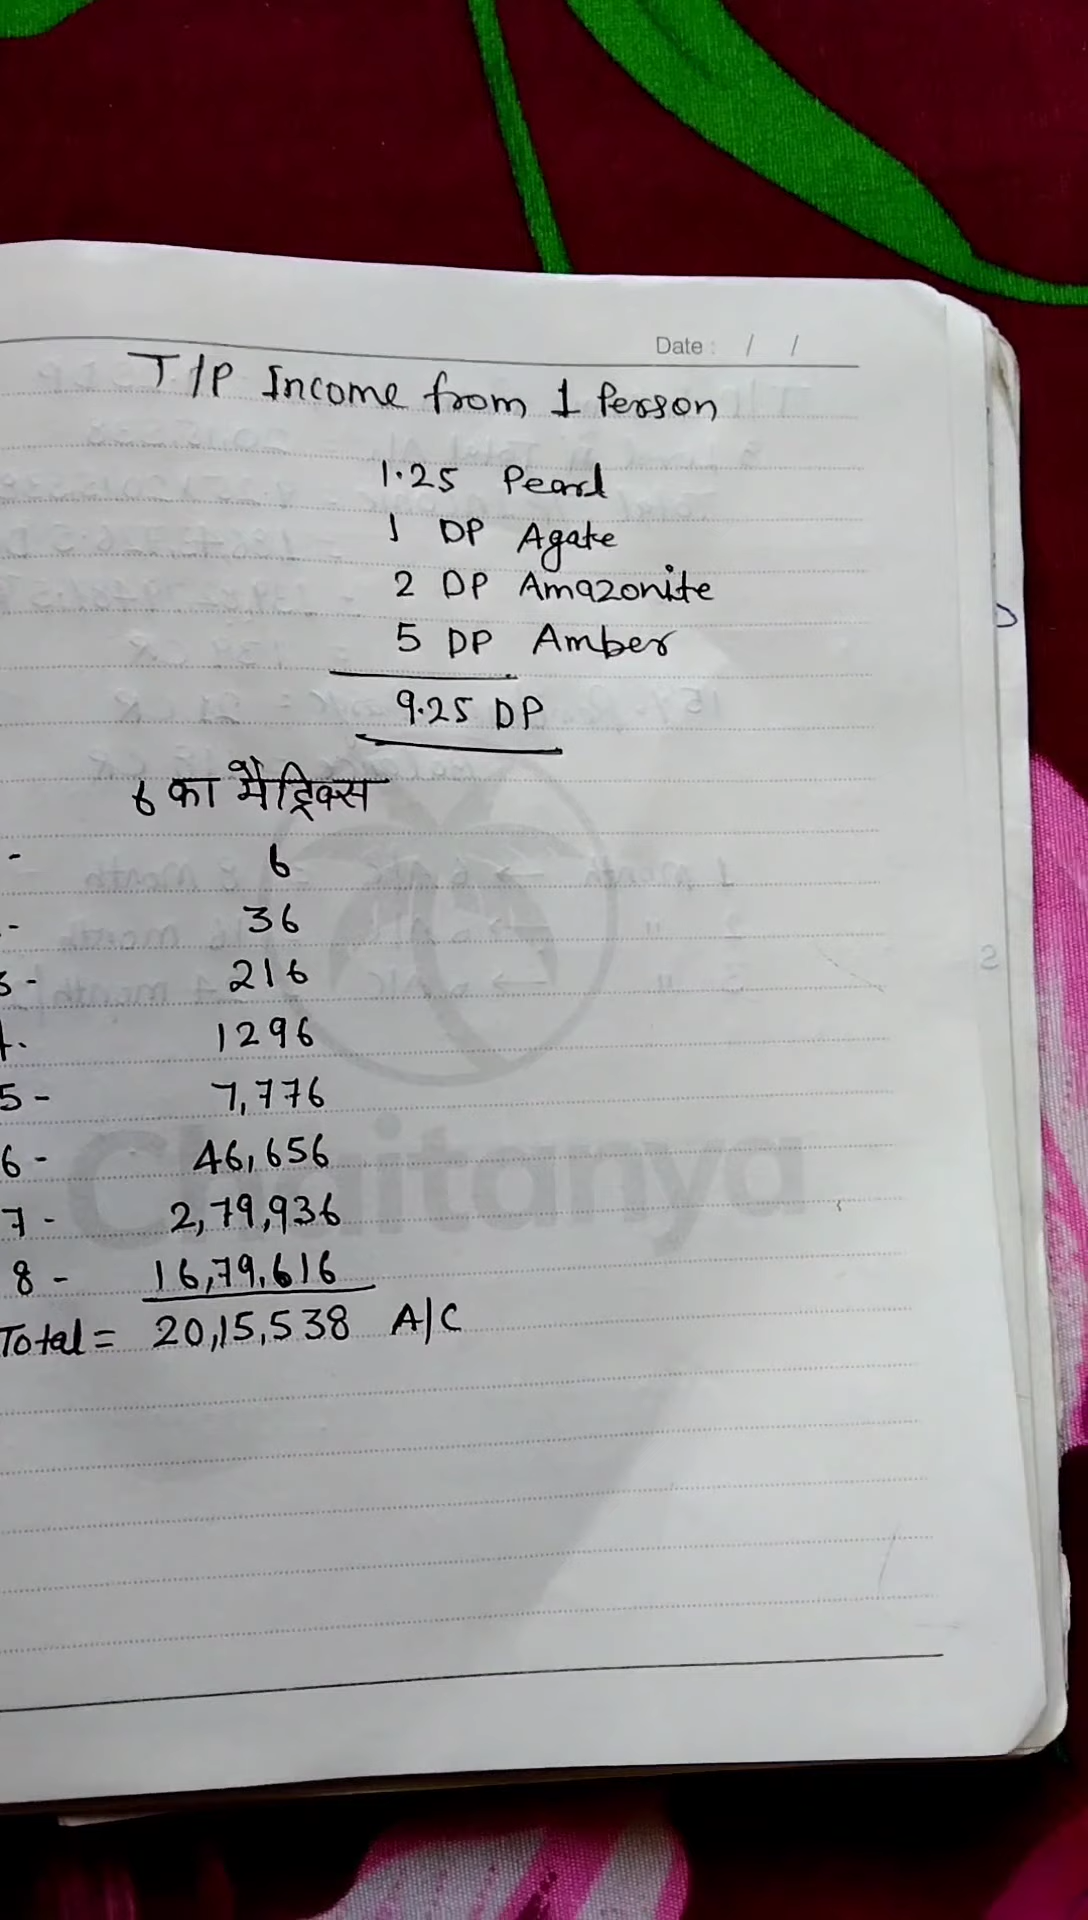 Date : / /
T/P Income from 1 Person
1.25 Pearl
1 DP Agate
2 DP Amazonite
5 DP Amber
9.25 DP
6 का मैट्रिक्स
- 6
- 36
3 - 216
1296
5 - 7,776
6 - 46,656
7 - 2,79,936
8 - 16,79,616
Total = 20,15,538 A/C
Chaitanya